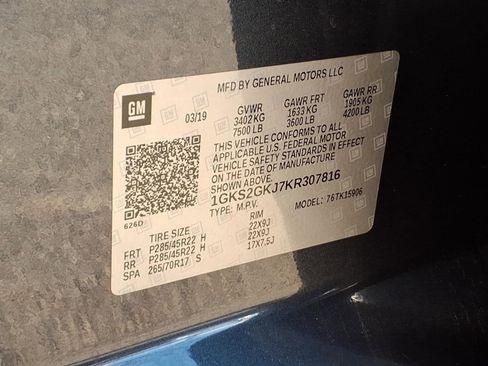 MFD BY GENERAL MOTORS LLC
GM
03/19
GVWR GAWR FRT GAWR RR
3402 KG 1633 KG 1905 KG
7500 LB 3600 LB 4200 LB
THIS VEHICLE CONFORMS TO ALL
APPLICABLE U.S. FEDERAL MOTOR
VEHICLE SAFETY STANDARDS IN EFFECT
ON THE DATE OF MANUFACTURE
1GKS2GKJ7KR307816
TYPE: M.P.V. MODEL: 76TK15906
626D
TIRE SIZE RIM
FRT P285/45R22 H 22X9J
RR P285/45R22 H 22X9J
SPA 265/70R17 S 17X7.5J